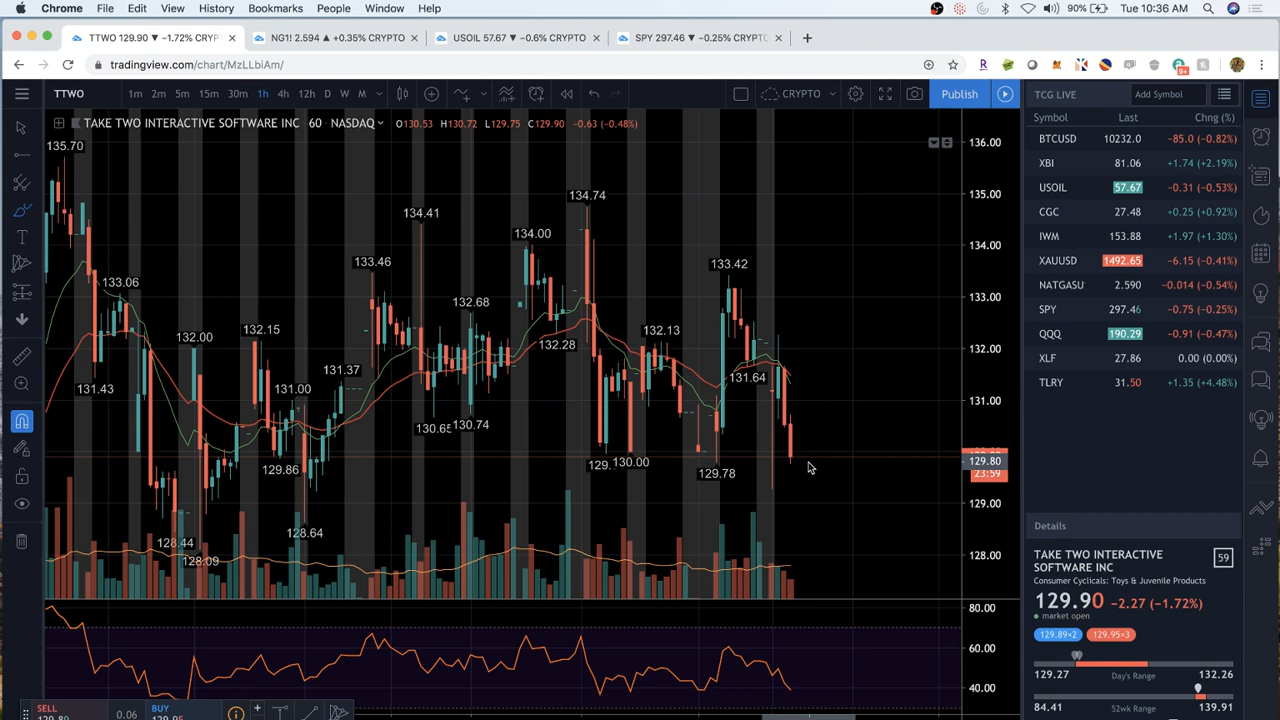 Chrome File Edit View History Bookmarks People Window Help 90% Tue 10:36 AM
TTWO 129.90 ▼ −1.72% CRYP × NG1! 2.594 ▲ +0.35% CRYPTO × USOIL 57.67 ▼ −0.6% CRYPTO × SPY 297.46 ▼ −0.25% CRYPTO × +
tradingview.com/chart/MzLLbiAm/
TTWO 1m 2m 5m 15m 30m 1h 4h 12h D W M CRYPTO Publish
TCG LIVE Add Symbol
TAKE TWO INTERACTIVE SOFTWARE INC · 60 · NASDAQ O130.53 H130.72 L129.75 C129.90 −0.63 (−0.48%)
Symbol Last Chng (%)
BTCUSD 10232.0 −85.0 (−0.82%)
XBI 81.06 +1.74 (+2.19%)
USOIL 57.67 −0.31 (−0.53%)
CGC 27.48 +0.25 (+0.92%)
IWM 153.88 +1.97 (+1.30%)
XAUUSD 1492.65 −6.15 (−0.41%)
NATGASU 2.590 −0.014 (−0.54%)
SPY 297.46 −0.75 (−0.25%)
QQQ 190.29 −0.91 (−0.47%)
XLF 27.86 0.00 (0.00%)
TLRY 31.50 +1.35 (+4.48%)
136.00
135.00
134.00
133.00
132.00
131.00
129.80
23:59
129.00
128.00
80.00
60.00
40.00
135.70
134.74
134.41
134.00
133.46
133.42
133.06
132.68
132.00
132.15
132.13
132.28
131.37
131.64
131.43
131.00
130.74
129.86
130.00
129.78
128.64
128.44
128.09
Details
TAKE TWO INTERACTIVE
SOFTWARE INC
59
Consumer Cyclicals: Toys & Juvenile Products
129.90 −2.27 (−1.72%)
market open
129.89×2 129.95×3
129.27 Day's Range 132.26
84.41 52wk Range 139.91
SELL 0.06 BUY